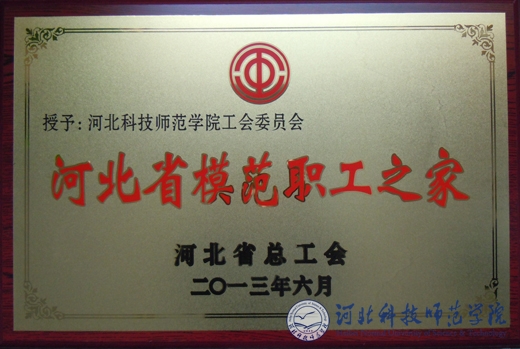 授予：河北科技师范学院工会委员会
河北省模范职工之家
河北省总工会
二〇一三年六月
河北科技师范学院